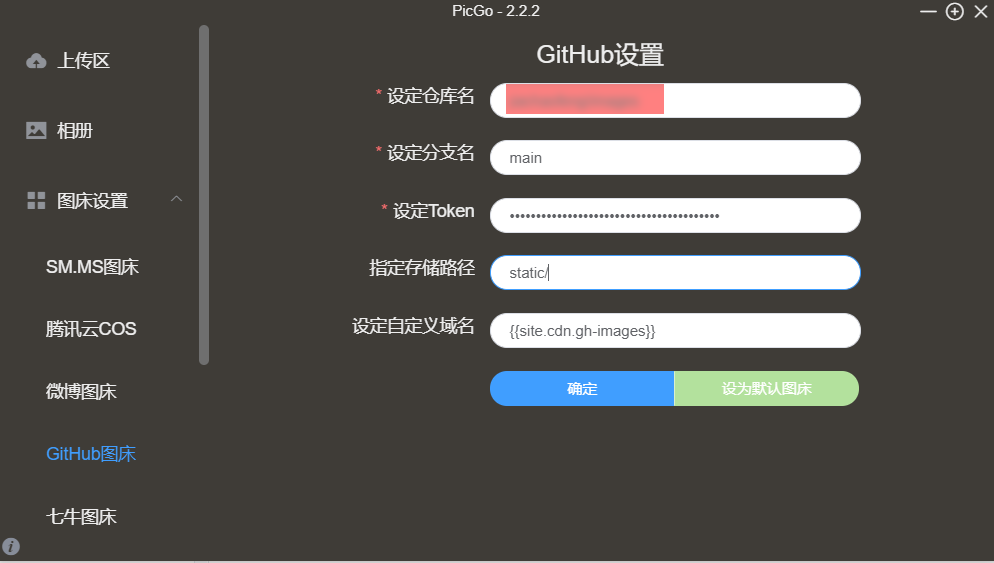 PicGo - 2.2.2
上传区
相册
图床设置
SM.MS图床
腾讯云COS
微博图床
GitHub图床
七牛图床
GitHub设置
* 设定仓库名
* 设定分支名
main
* 设定Token
••••••••••••••••••••••••••••••••••••••••
指定存储路径
static/
设定自定义域名
{{site.cdn.gh-images}}
确定
设为默认图床